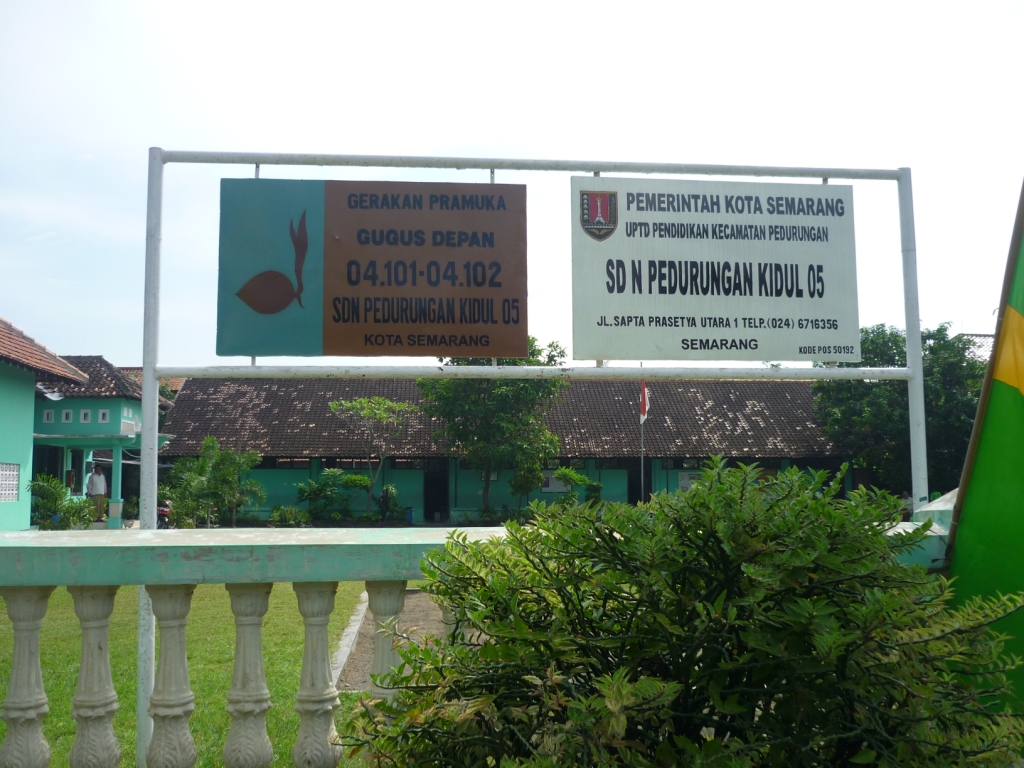 GERAKAN PRAMUKA
GUGUS DEPAN
04.101-04.102
SDN PEDURUNGAN KIDUL 05
KOTA SEMARANG
PEMERINTAH KOTA SEMARANG
UPTD PENDIDIKAN KECAMATAN PEDURUNGAN
SD N PEDURUNGAN KIDUL 05
JL. SAPTA PRASETYA UTARA 1 TELP.(024) 6716356
SEMARANG
KODE POS 50192